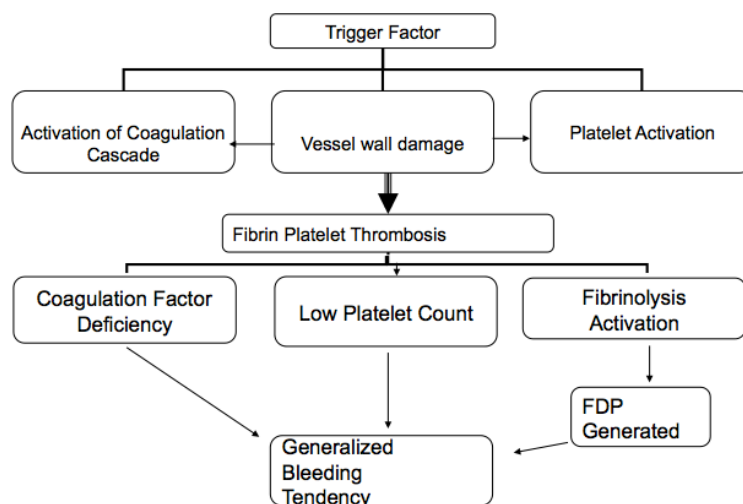 Trigger Factor
Activation of Coagulation
Cascade
Vessel wall damage
Platelet Activation
Fibrin Platelet Thrombosis
Coagulation Factor
Deficiency
Low Platelet Count
Fibrinolysis
Activation
FDP
Generated
Generalized
Bleeding
Tendency